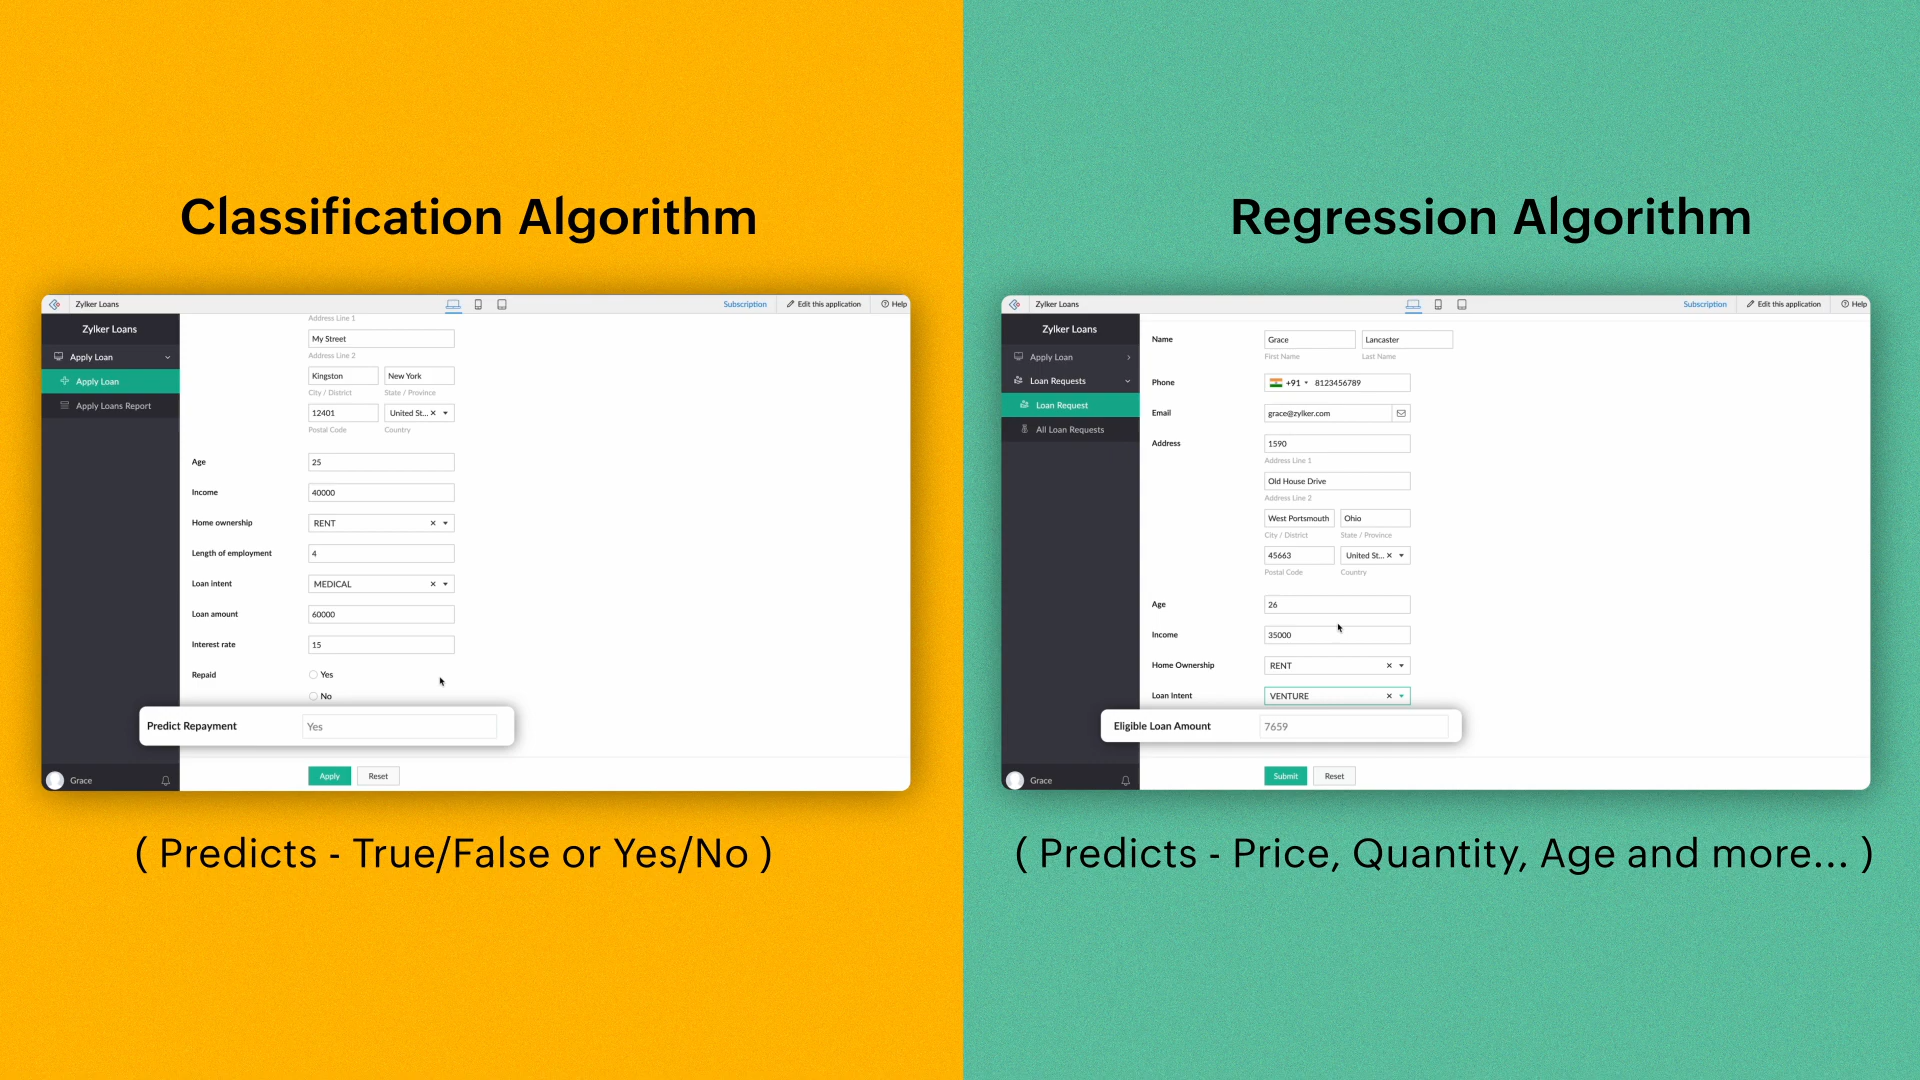 Classification Algorithm
Zylker Loans
Subscription
Edit this application
Help
Zylker Loans
Apply Loan
Apply Loan
Apply Loans Report
Address Line 1
My Street
Address Line 2
Kingston New York
City / District State / Province
12401 United St...
Postal Code Country
Age 25
Income 40000
Home ownership RENT
Length of employment 4
Loan intent MEDICAL
Loan amount 60000
Interest rate 15
Repaid Yes
No
Predict Repayment Yes
Grace
Apply Reset
( Predicts - True/False or Yes/No )
Regression Algorithm
Zylker Loans
Subscription
Edit this application
Help
Zylker Loans
Apply Loan
Loan Requests
Loan Request
All Loan Requests
Name Grace Lancaster
First Name Last Name
Phone +91 8123456789
Email grace@zylker.com
Address 1590
Address Line 1
Old House Drive
Address Line 2
West Portsmouth Ohio
City / District State / Province
45663 United St...
Postal Code Country
Age 26
Income 35000
Home Ownership RENT
Loan Intent VENTURE
Eligible Loan Amount 7659
Grace
Submit Reset
( Predicts - Price, Quantity, Age and more... )